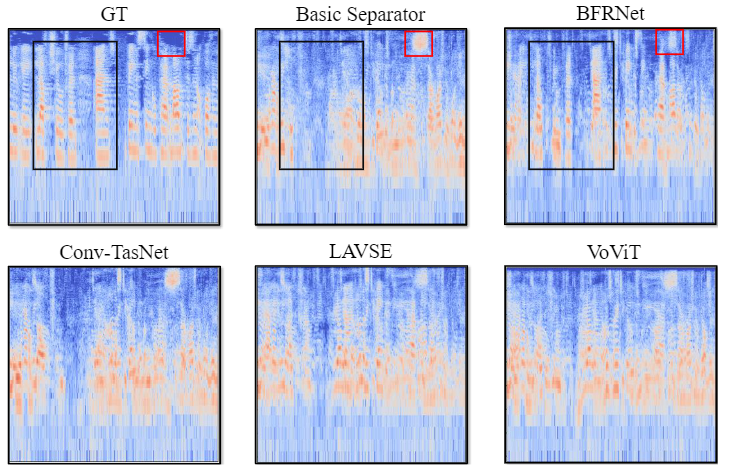 GT
Basic Separator
BFRNet
Conv-TasNet
LAVSE
VoViT